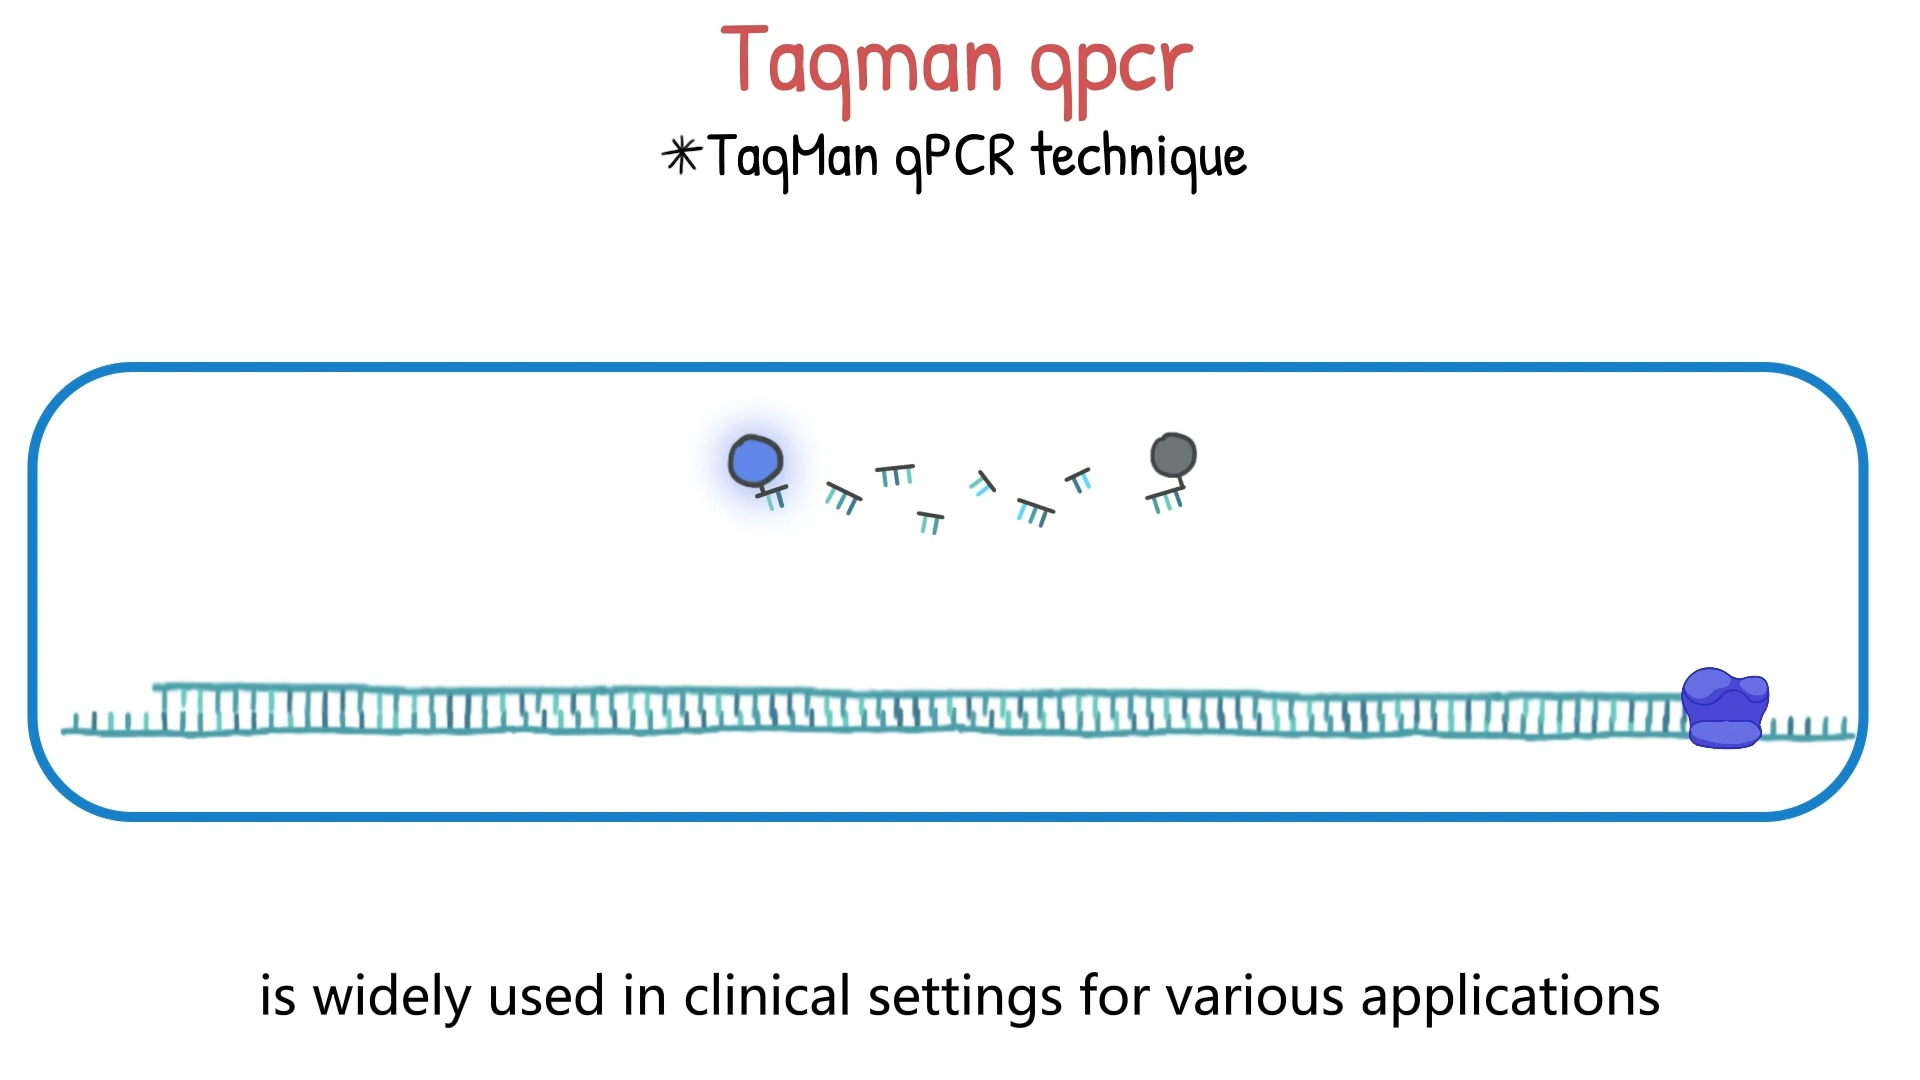 Taqman qpcr
*TaqMan qPCR technique
is widely used in clinical settings for various applications